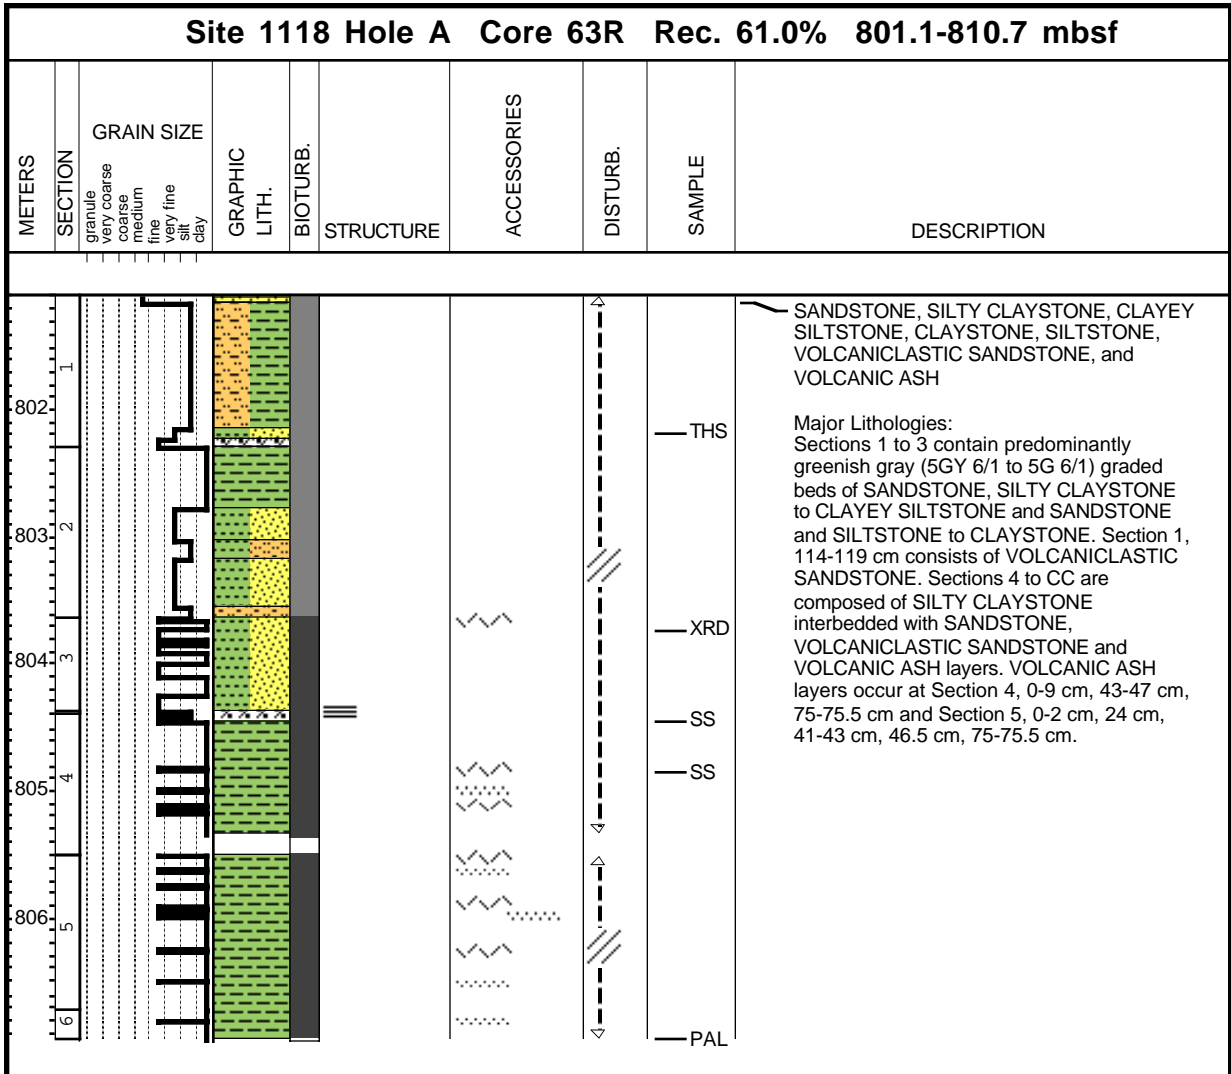 Site 1118 Hole A Core 63R Rec. 61.0% 801.1-810.7 mbsf
METERS
SECTION
GRAIN SIZE
granule
very coarse
coarse
medium
fine
very fine
silt
clay
GRAPHIC
LITH.
BIOTURB.
STRUCTURE
ACCESSORIES
DISTURB.
SAMPLE
DESCRIPTION
802
803
804
805
806
1
2
3
4
5
6
THS
XRD
SS
SS
PAL
SANDSTONE, SILTY CLAYSTONE, CLAYEY
SILTSTONE, CLAYSTONE, SILTSTONE,
VOLCANICLASTIC SANDSTONE, and
VOLCANIC ASH
Major Lithologies:
Sections 1 to 3 contain predominantly
greenish gray (5GY 6/1 to 5G 6/1) graded
beds of SANDSTONE, SILTY CLAYSTONE
to CLAYEY SILTSTONE and SANDSTONE
and SILTSTONE to CLAYSTONE. Section 1,
114-119 cm consists of VOLCANICLASTIC
SANDSTONE. Sections 4 to CC are
composed of SILTY CLAYSTONE
interbedded with SANDSTONE,
VOLCANICLASTIC SANDSTONE and
VOLCANIC ASH layers. VOLCANIC ASH
layers occur at Section 4, 0-9 cm, 43-47 cm,
75-75.5 cm and Section 5, 0-2 cm, 24 cm,
41-43 cm, 46.5 cm, 75-75.5 cm.